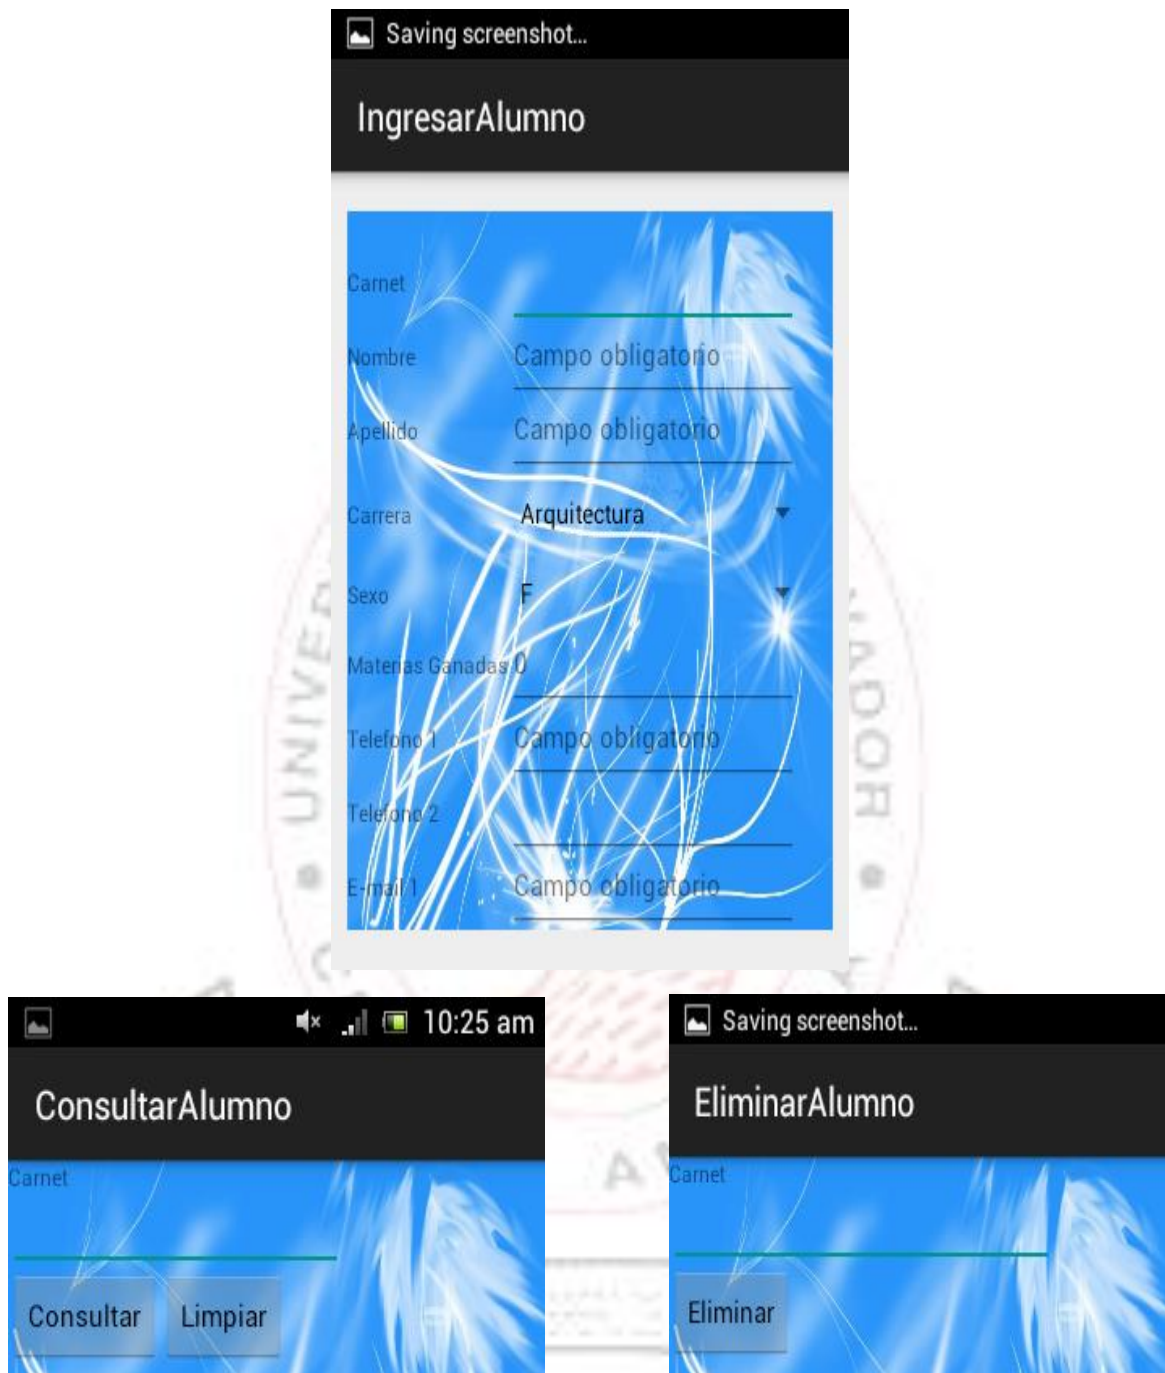 Saving screenshot...
IngresarAlumno
Carnet
Nombre Campo obligatorio
Apellido Campo obligatorio
Carrera Arquitectura
Sexo F
Materias Ganadas 0
Telefono 1 Campo obligatorio
Telefono 2
E-mail 1 Campo obligatorio
10:25 am
ConsultarAlumno
Carnet
Consultar Limpiar
Saving screenshot...
EliminarAlumno
Carnet
Eliminar